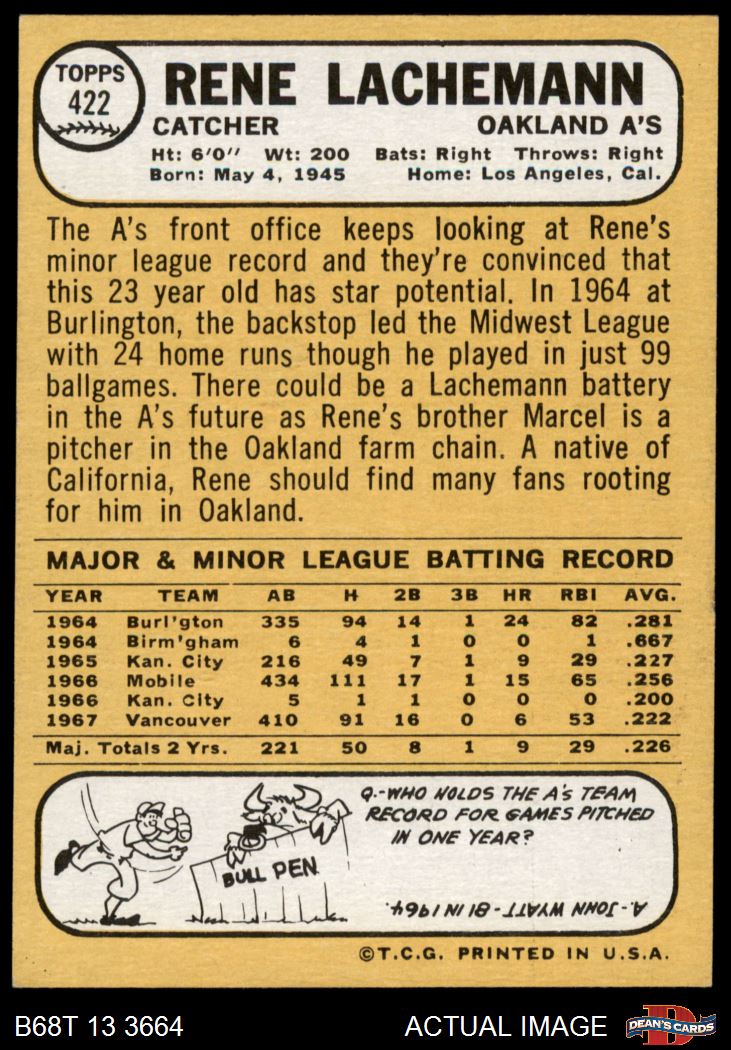 TOPPS
422
RENE LACHEMANN
CATCHER OAKLAND A'S
Ht: 6'0" Wt: 200 Bats: Right Throws: Right
Born: May 4, 1945 Home: Los Angeles, Cal.
The A's front office keeps looking at Rene's
minor league record and they're convinced that
this 23 year old has star potential. In 1964 at
Burlington, the backstop led the Midwest League
with 24 home runs though he played in just 99
ballgames. There could be a Lachemann battery
in the A's future as Rene's brother Marcel is a
pitcher in the Oakland farm chain. A native of
California, Rene should find many fans rooting
for him in Oakland.
MAJOR & MINOR LEAGUE BATTING RECORD
YEAR TEAM AB H 2B 3B HR RBI AVG.
1964 Burl'gton 335 94 14 1 24 82 .281
1964 Birm'gham 6 4 1 0 0 1 .667
1965 Kan. City 216 49 7 1 9 29 .227
1966 Mobile 434 111 17 1 15 65 .256
1966 Kan. City 5 1 1 0 0 0 .200
1967 Vancouver 410 91 16 0 6 53 .222
Maj. Totals 2 Yrs. 221 50 8 1 9 29 .226
BULL PEN
Q.-WHO HOLDS THE A's TEAM
RECORD FOR GAMES PITCHED
IN ONE YEAR?
A-JOHN WYATT-81 IN 1964.
©T.C.G. PRINTED IN U.S.A.
B68T 13 3664 ACTUAL IMAGE
D
DEAN'S CARDS